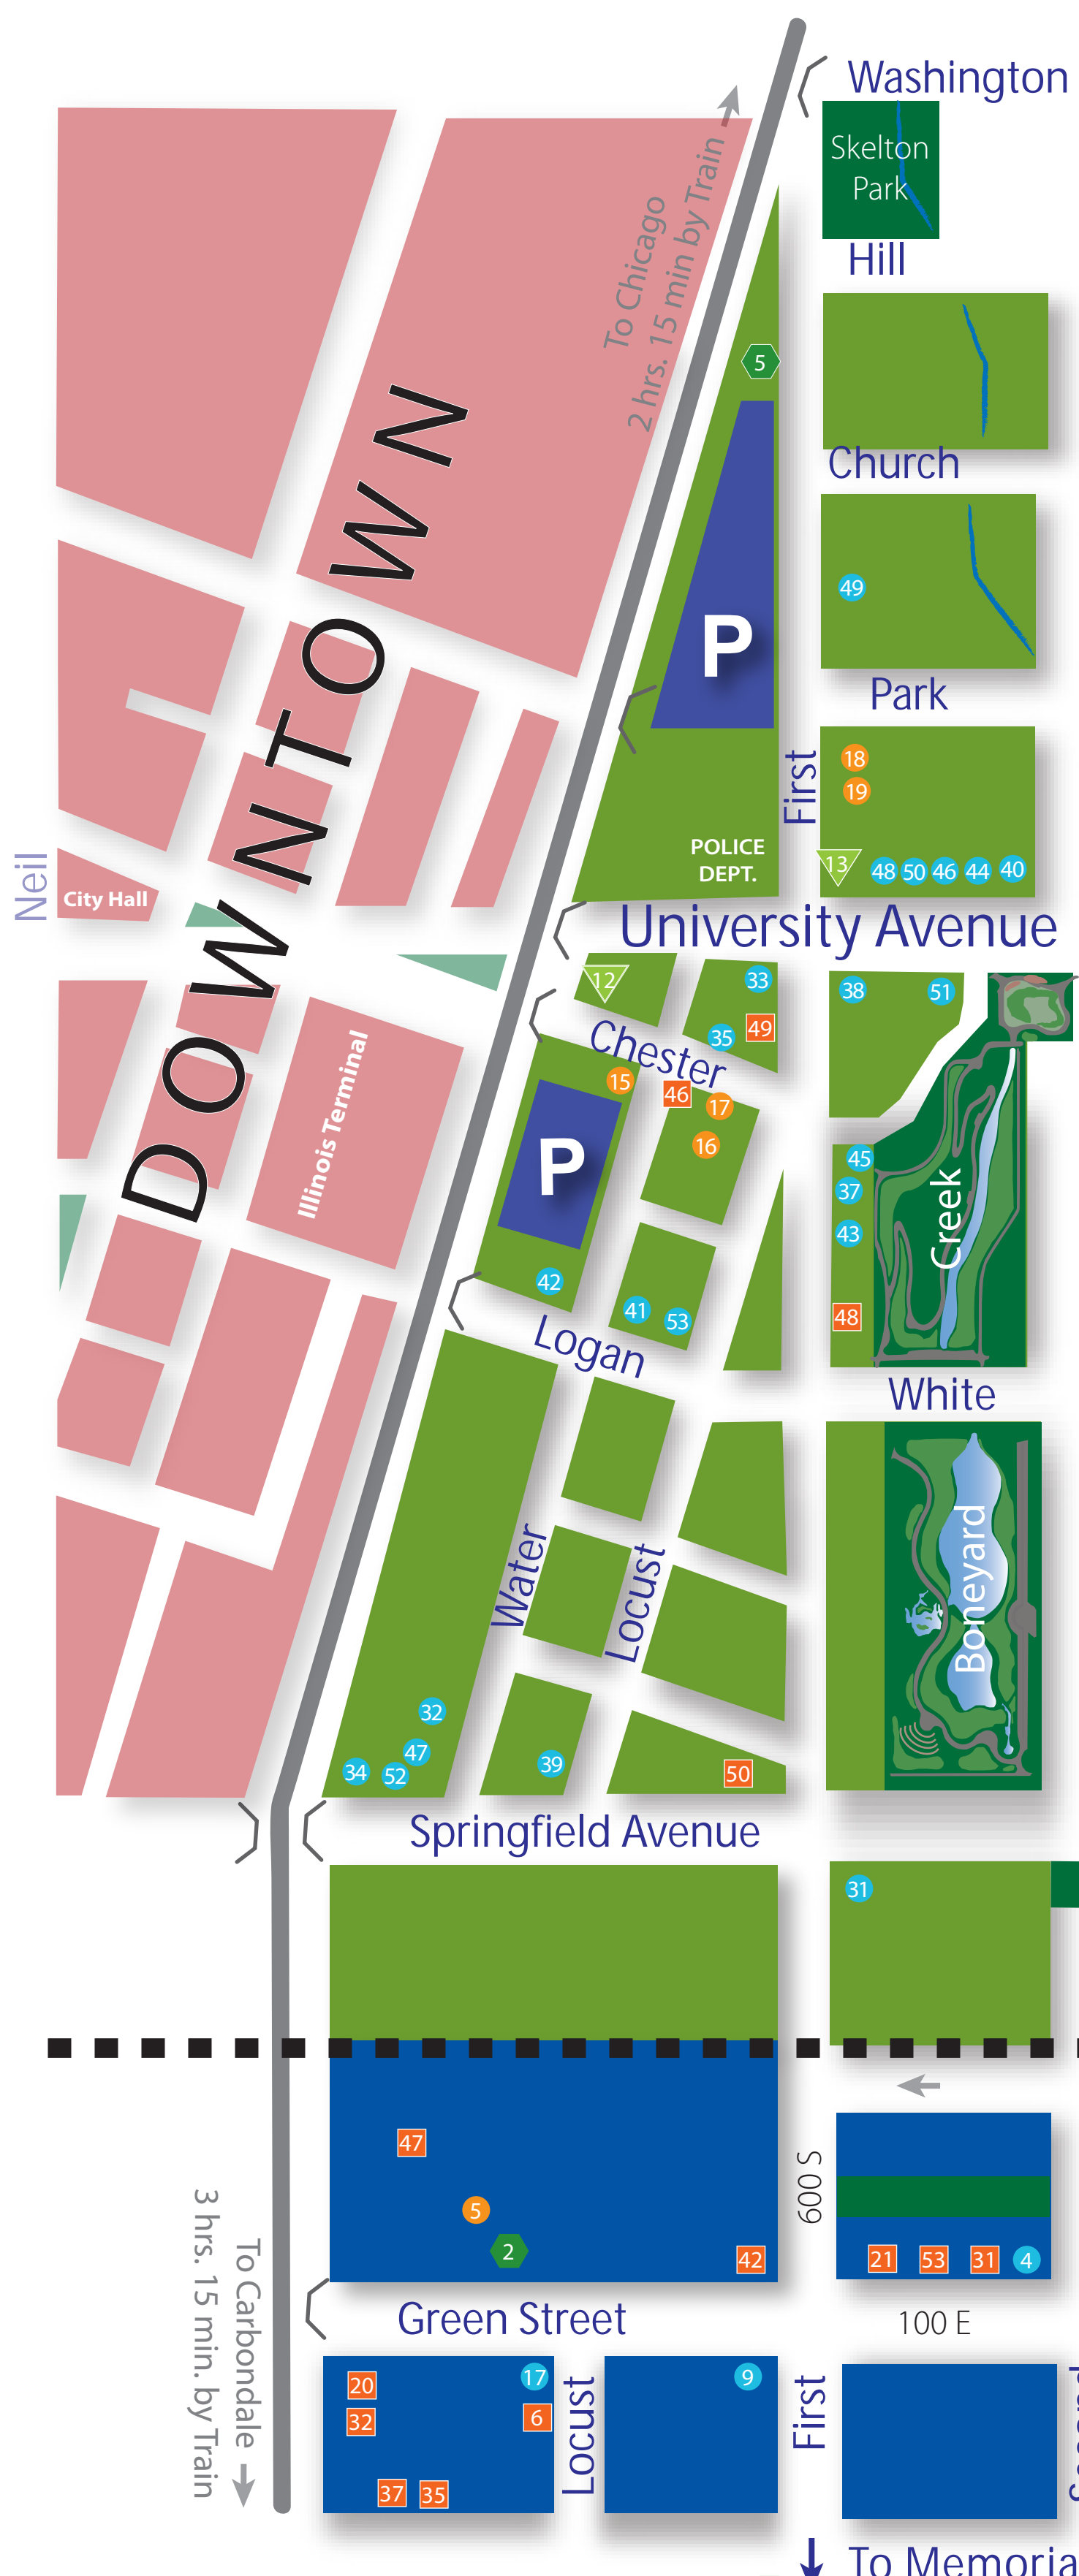 Washington
Skelton
Park
Hill
To Chicago
2 hrs. 15 min by Train
5
Church
49
P
Park
First
18
19
POLICE
DEPT.
13
48 50 46 44 40
Neil
City Hall
DOWNTOWN
University Avenue
12
33
38
51
49
35
Chester
15
46
17
16
P
Illinois Terminal
45
37
43
Creek
48
42
41
53
Logan
White
Water
Locust
Boneyard
32
47
34
52
39
50
Springfield Avenue
31
47
5
2
42
600 S
21 53 31 4
Green Street
100 E
To Carbondale
3 hrs. 15 min. by Train
20
17
32
6
37 35
Locust
9
First
To Memoria